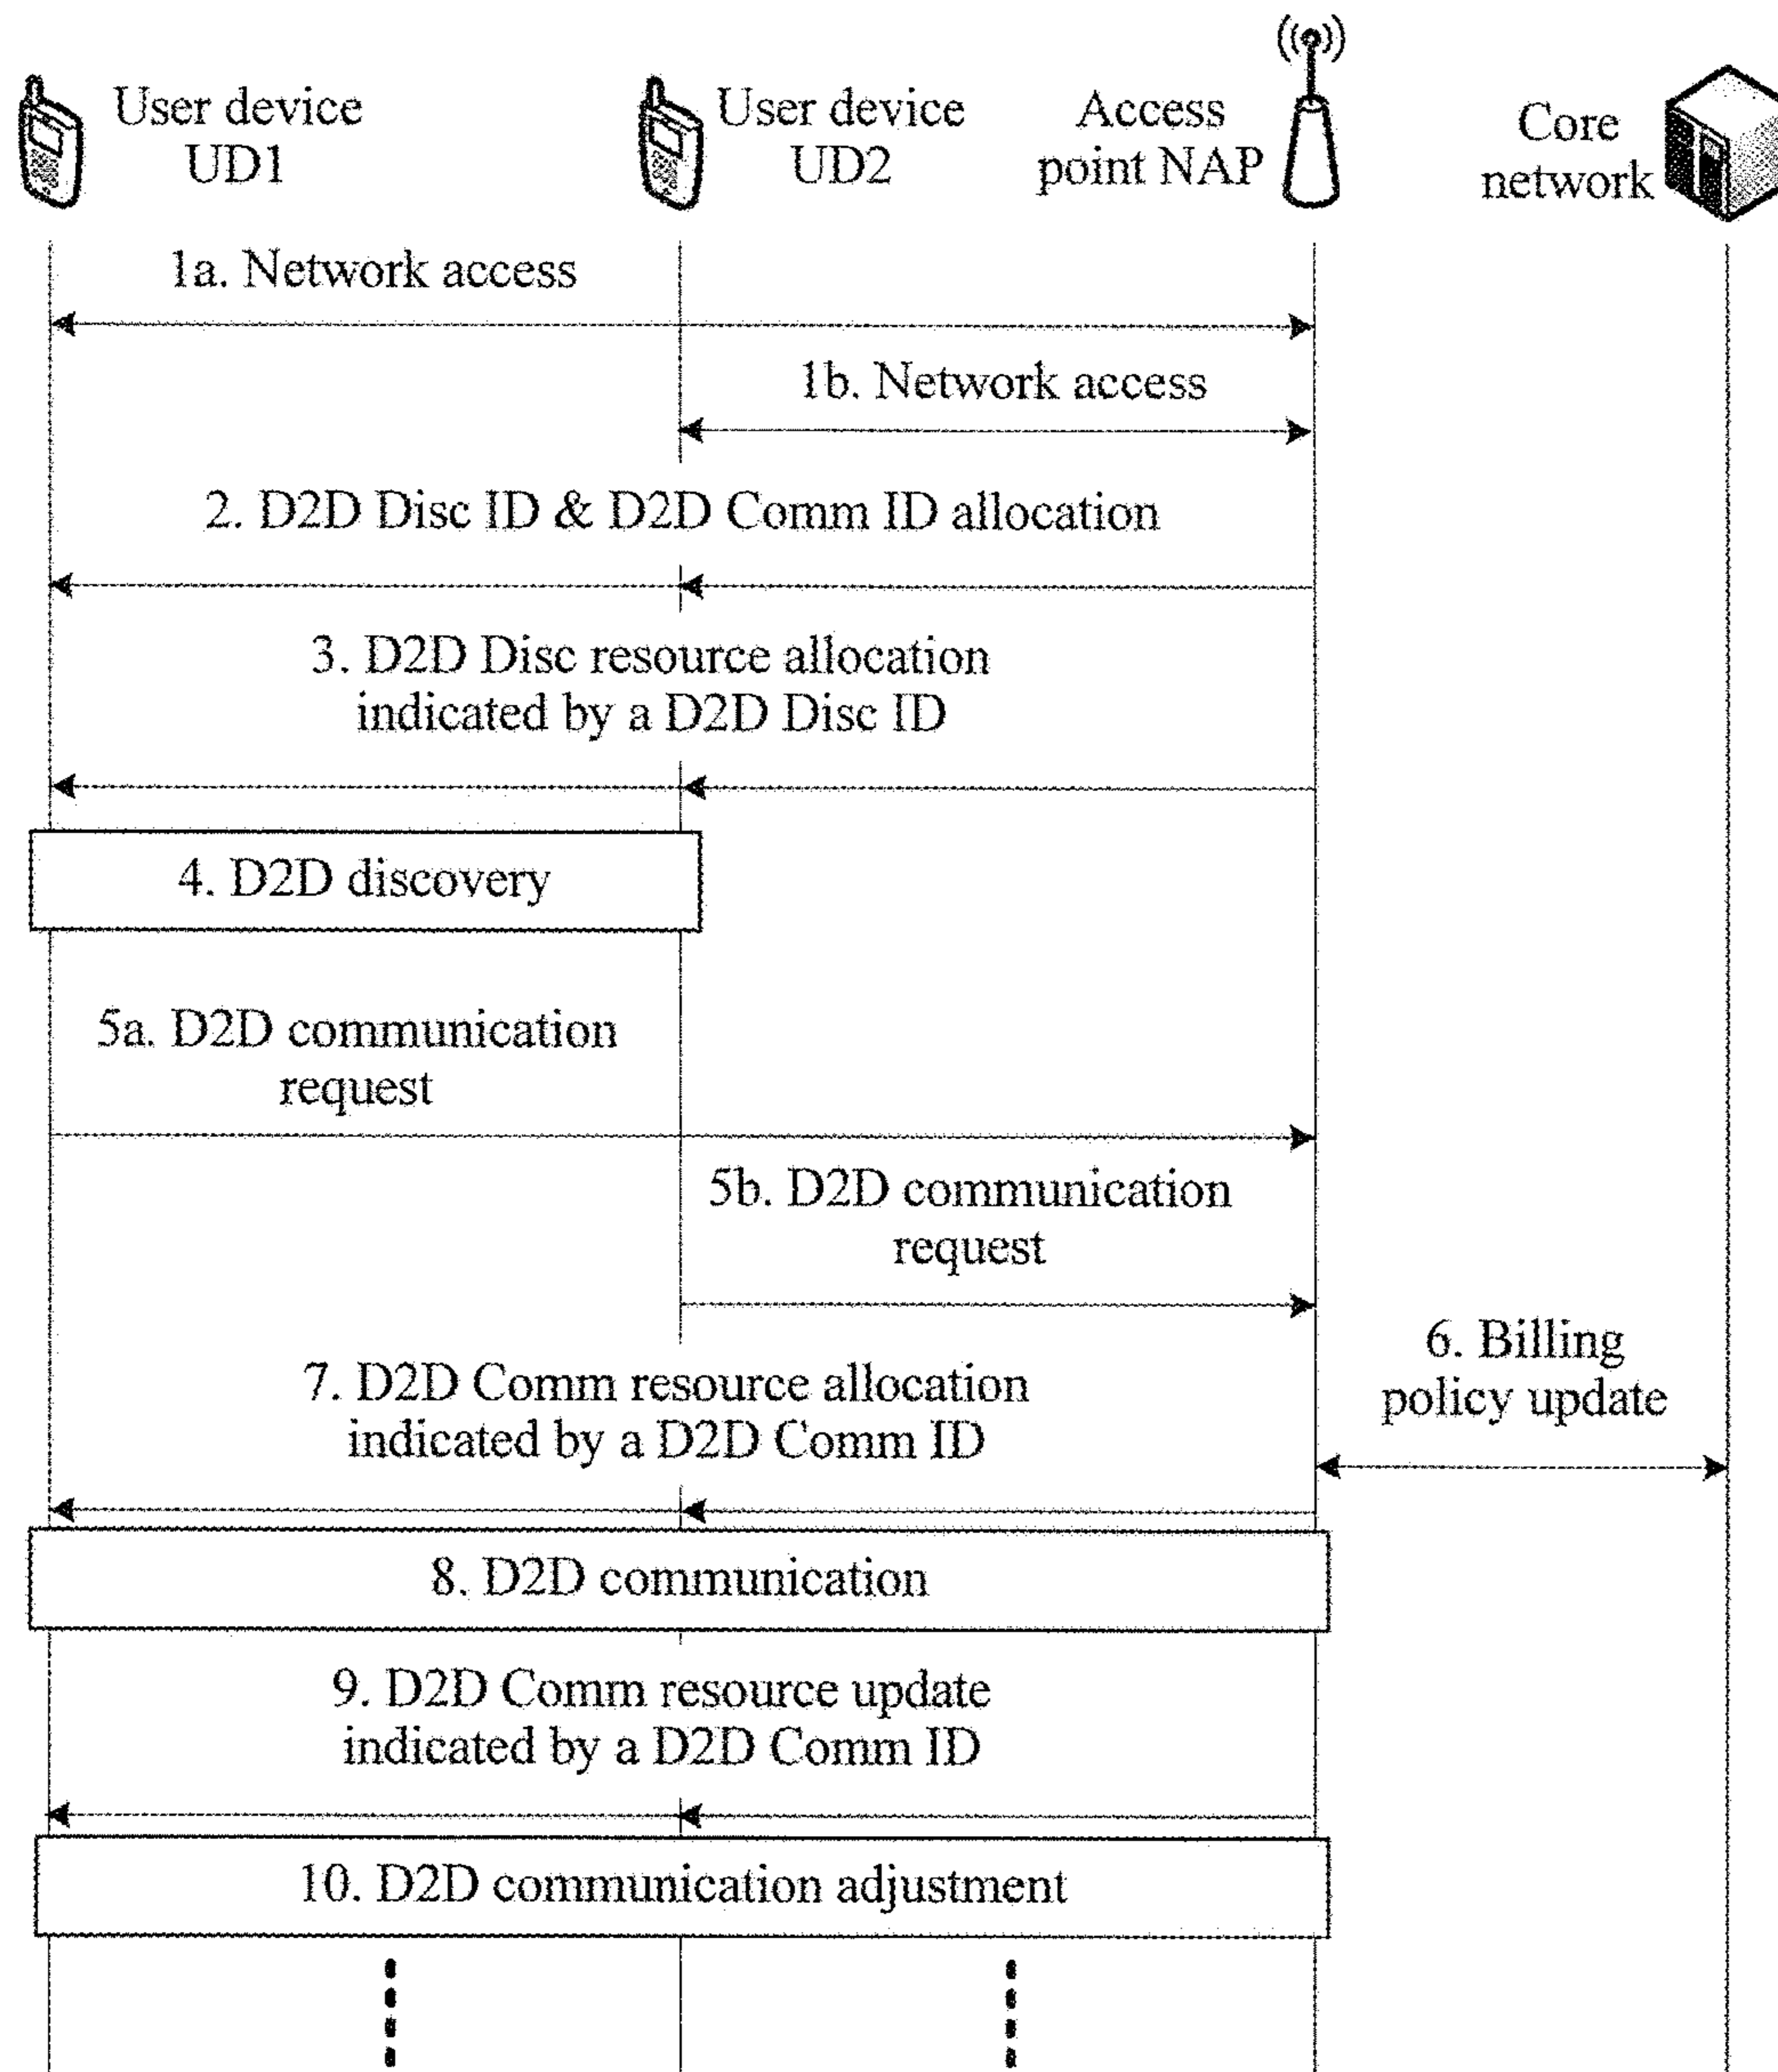 User device
UD1
User device
UD2
Access
point NAP
Core
network
1a. Network access
1b. Network access
2. D2D Disc ID & D2D Comm ID allocation
3. D2D Disc resource allocation
indicated by a D2D Disc ID
4. D2D discovery
5a. D2D communication
request
5b. D2D communication
request
6. Billing
policy update
7. D2D Comm resource allocation
indicated by a D2D Comm ID
8. D2D communication
9. D2D Comm resource update
indicated by a D2D Comm ID
10. D2D communication adjustment